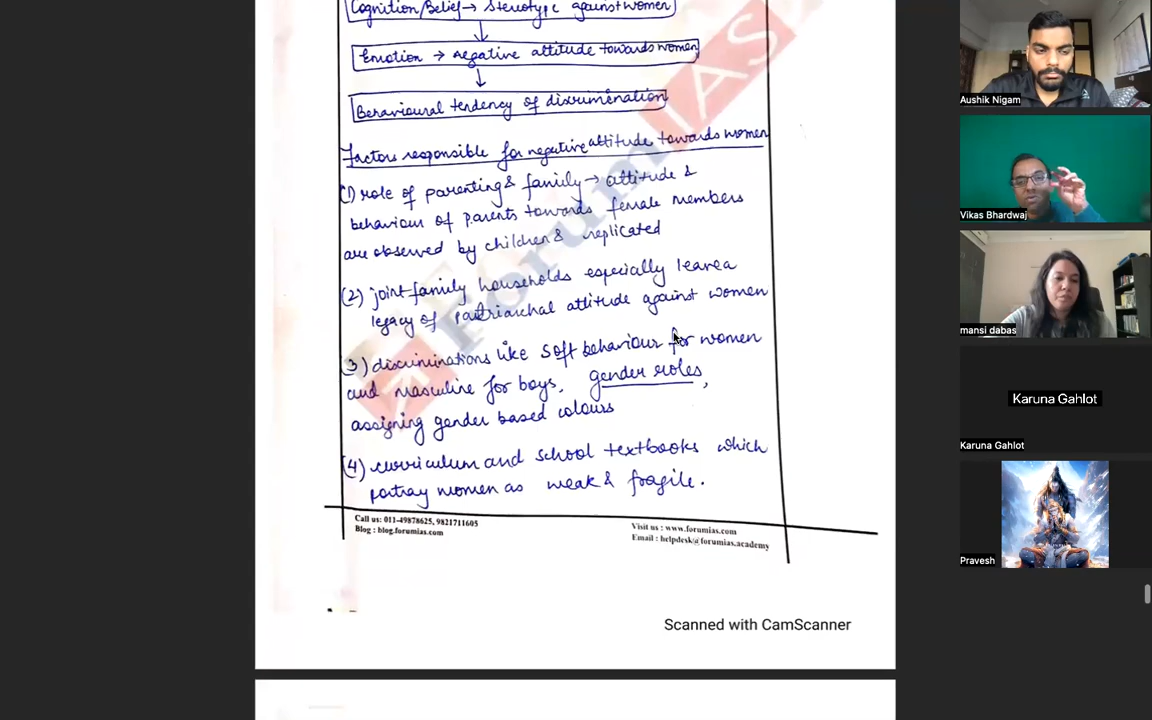 Cognition/Belief → Stereotypic against women
Emotion → negative attitude towards women
Behavioural tendency of discrimination
Factors responsible for negative attitude towards women
(1) role of parenting & family → attitude &
behaviour of parents towards female members
are observed by children & replicated
(2) joint family households especially leave a
legacy of patriarchal attitude against women
(3) discriminations like soft behaviour for women
and masculine for boys, gender roles,
assigning gender based colours
(4) curriculum and school textbooks which
portray women as weak & fragile.
ForumIAS
Call us: 011-49878625, 9821711605
Blog : blog.forumias.com
Visit us : www.forumias.com
Email : helpdesk@forumias.academy
Scanned with CamScanner
Aushik Nigam
Vikas Bhardwaj
mansi dabas
Karuna Gahlot
Karuna Gahlot
Pravesh